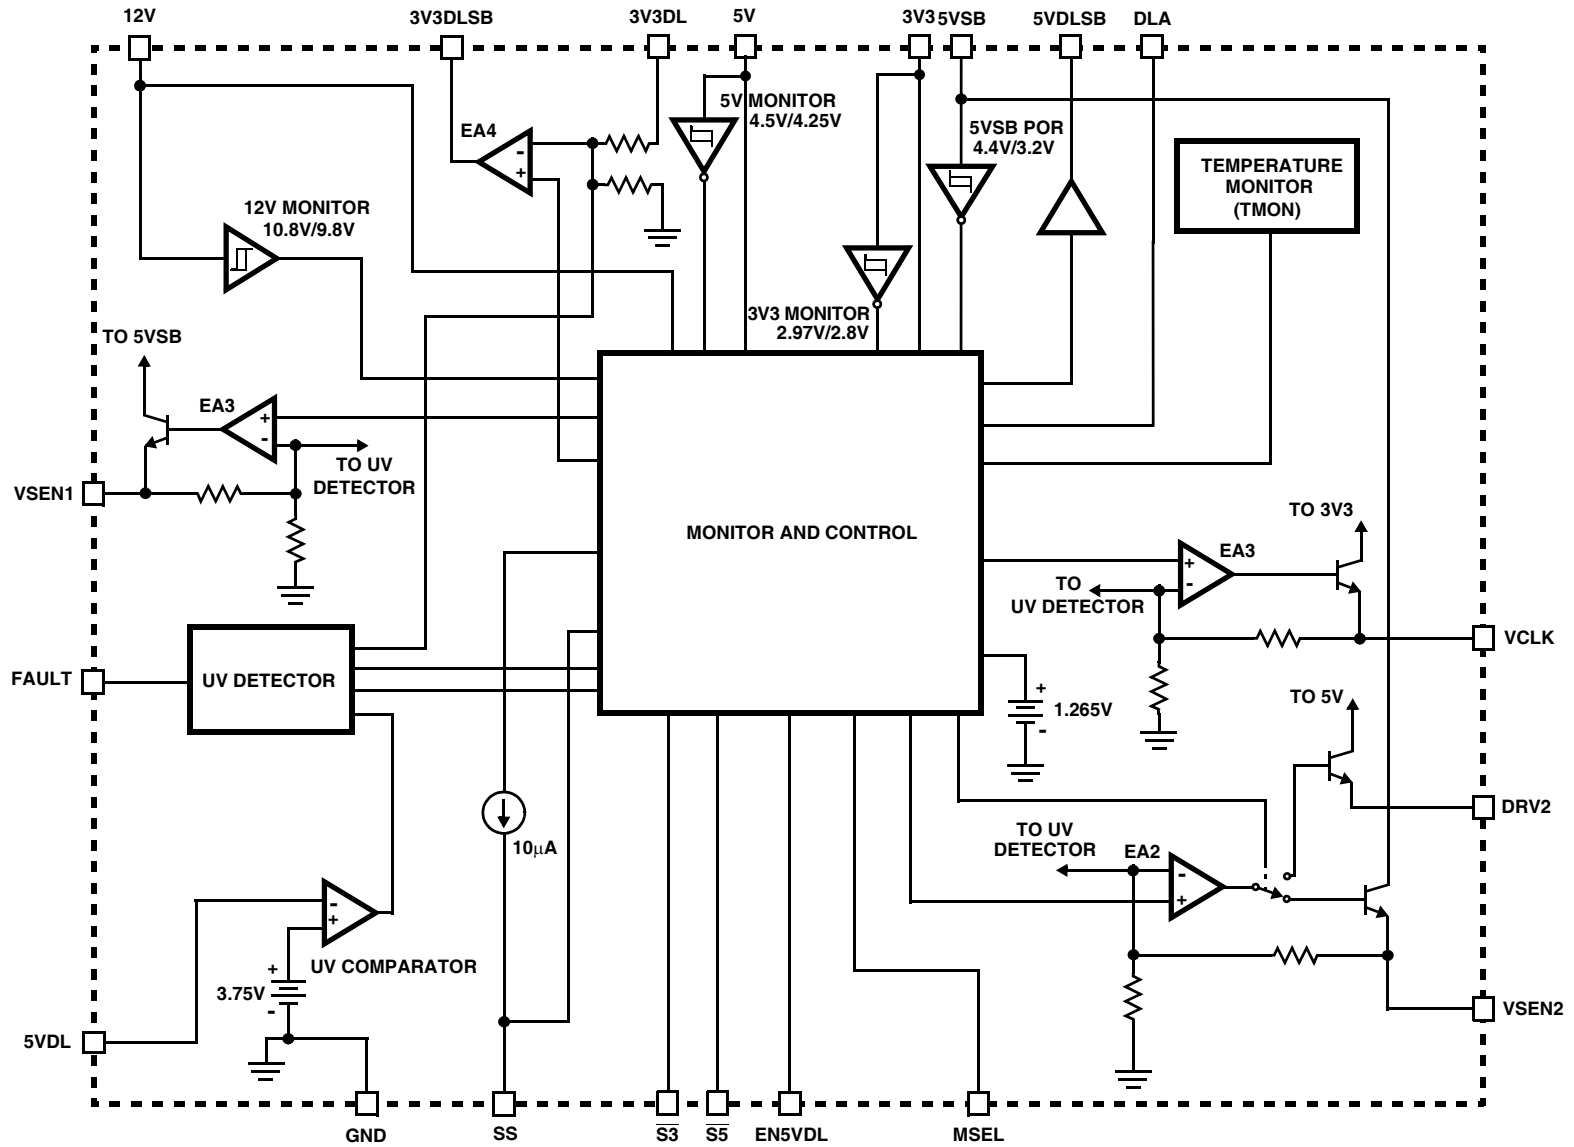 12V
3V3DLSB
3V3DL
5V
3V3
5VSB
5VDLSB
DLA
5V MONITOR
4.5V/4.25V
EA4
-
+
5VSB POR
4.4V/3.2V
TEMPERATURE
MONITOR
(TMON)
12V MONITOR
10.8V/9.8V
3V3 MONITOR
2.97V/2.8V
TO 5VSB
EA3
+
-
TO UV
DETECTOR
VSEN1
MONITOR AND CONTROL
TO 3V3
EA3
+
-
TO
UV DETECTOR
VCLK
FAULT
UV DETECTOR
+
1.265V
-
TO 5V
DRV2
10μA
TO UV
DETECTOR
EA2
-
+
-
+
UV COMPARATOR
+
3.75V
-
VSEN2
5VDL
GND
SS
S̅3̅
S̅5̅
EN5VDL
MSEL